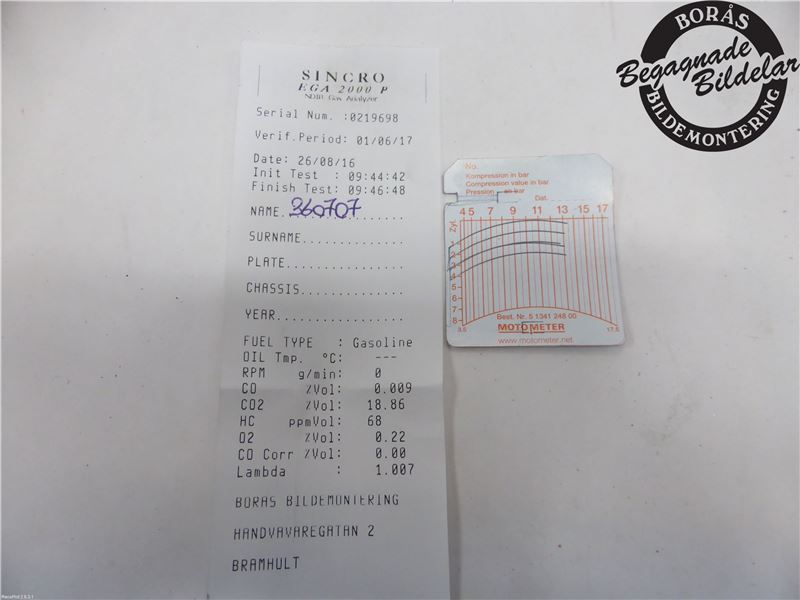 SINCRO
EGA 2000 P
NDIR Gas Analyzer
Serial Num. :0219698
Verif.Period: 01/06/17
Date: 26/08/16
Init Test : 09:44:42
Finish Test: 09:46:48
NAME..................
360707
SURNAME..............
PLATE................
CHASSIS...............
YEAR..................
FUEL TYPE : Gasoline
OIL Tmp. ºC: ---
RPM g/min: 0
CO %Vol: 0.009
CO2 %Vol: 18.86
HC ppmVol: 68
O2 %Vol: 0.22
CO Corr %Vol: 0.00
Lambda : 1.007
BORAS BILDEMONTERING
HANDVAVAREGATAN 2
BRAMHULT
No.
Kompression in bar
Compression value in bar
Pression en bar
Dat.
4 5 7 9 11 13 15 17
Zyl.
1
2
3
4
5
6
7
8
3,5 17,5
Best. Nr. 5 1341 248 00
MOTOMETER
www.motometer.net
BORÅS
Begagnade
Bildelar
BILDEMONTERING